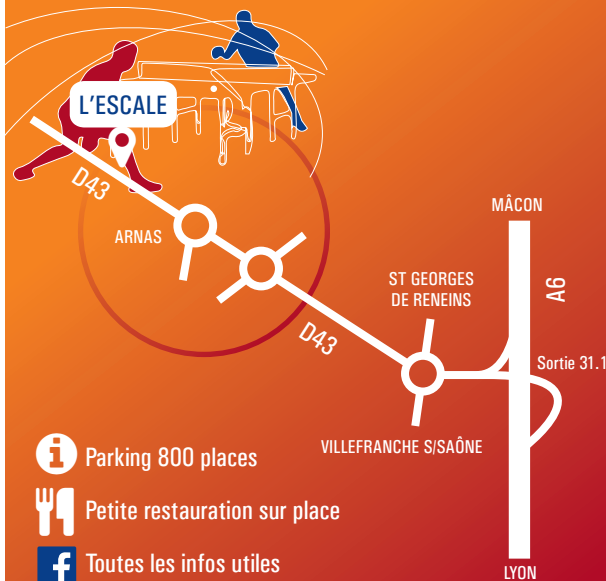 L'ESCALE
D43
ARNAS
MÂCON
A6
ST GEORGES
DE RENEINS
D43
Sortie 31.1
VILLEFRANCHE S/SAÔNE
Parking 800 places
Petite restauration sur place
Toutes les infos utiles
LYON